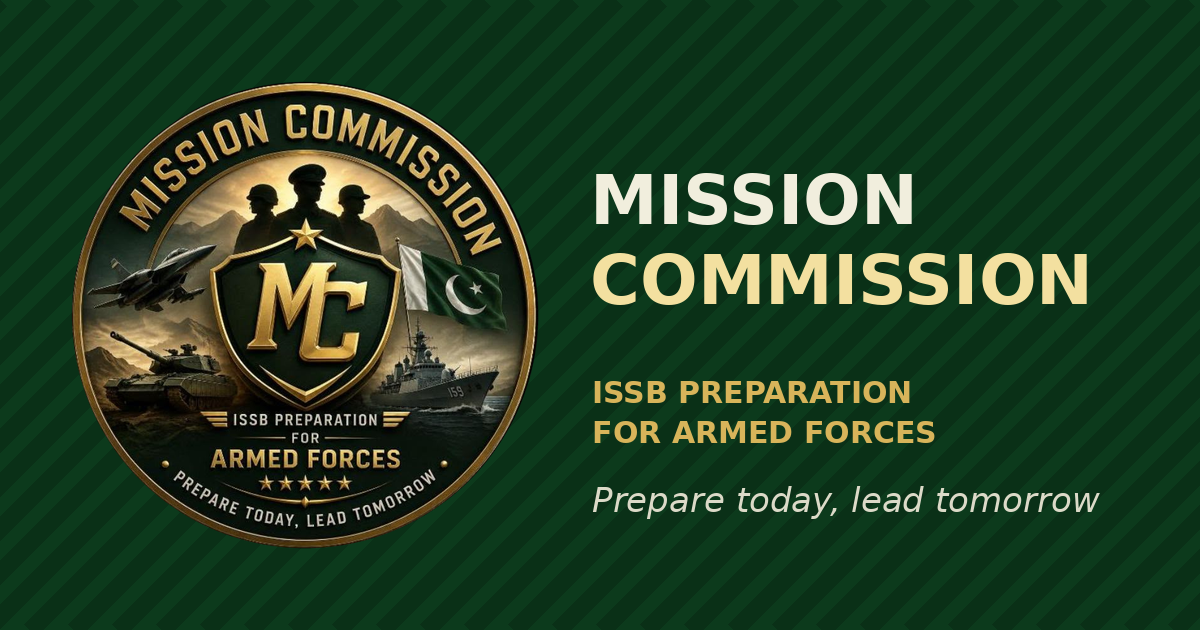 MISSION COMMISSION
MC
159
ISSB PREPARATION
FOR
ARMED FORCES
PREPARE TODAY, LEAD TOMORROW
MISSION
COMMISSION
ISSB PREPARATION
FOR ARMED FORCES
Prepare today, lead tomorrow